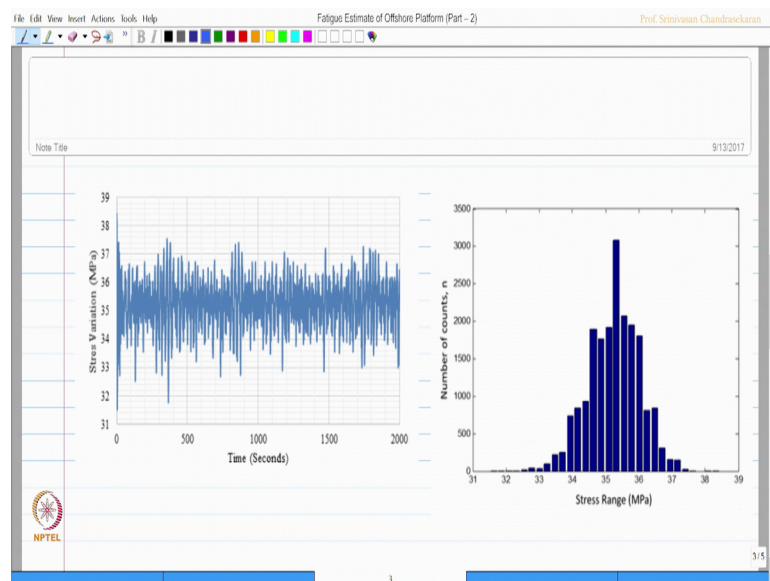 File Edit View Insert Actions Tools Help
Fatigue Estimate of Offshore Platform (Part – 2)
Prof. Srinivasan Chandrasekaran
B I
Note Title
9/13/2017
39
38
37
36
35
34
33
32
31
Stres Variation (MPa)
0 500 1000 1500 2000
Time (Seconds)
3500
3000
2500
2000
1500
1000
500
0
Number of counts, n
31 32 33 34 35 36 37 38 39
Stress Range (MPa)
NPTEL
3/5
3